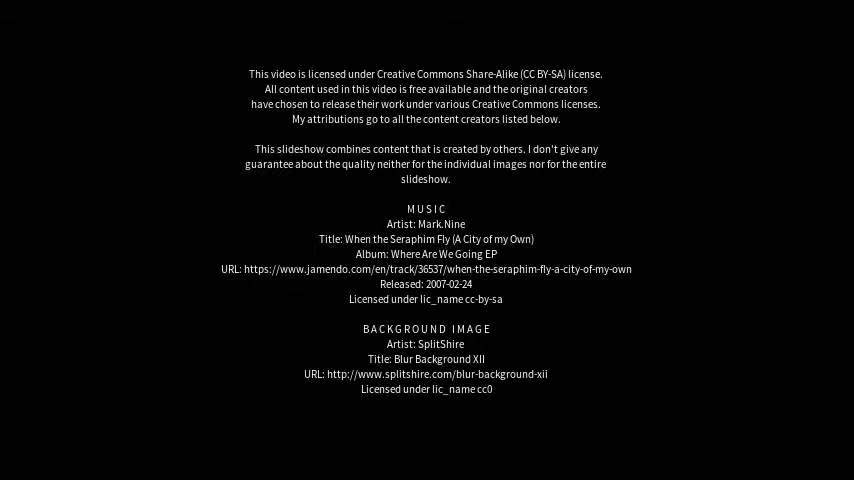 This video is licensed under Creative Commons Share-Alike (CC BY-SA) license.
All content used in this video is free available and the original creators
have chosen to release their work under various Creative Commons licenses.
My attributions go to all the content creators listed below.
This slideshow combines content that is created by others. I don't give any
guarantee about the quality neither for the individual images nor for the entire
slideshow.
MUSIC
Artist: Mark.Nine
Title: When the Seraphim Fly (A City of my Own)
Album: Where Are We Going EP
URL: https://www.jamendo.com/en/track/36537/when-the-seraphim-fly-a-city-of-my-own
Released: 2007-02-24
Licensed under lic_name cc-by-sa
BACKGROUND IMAGE
Artist: SplitShire
Title: Blur Background XII
URL: http://www.splitshire.com/blur-background-xii
Licensed under lic_name cc0